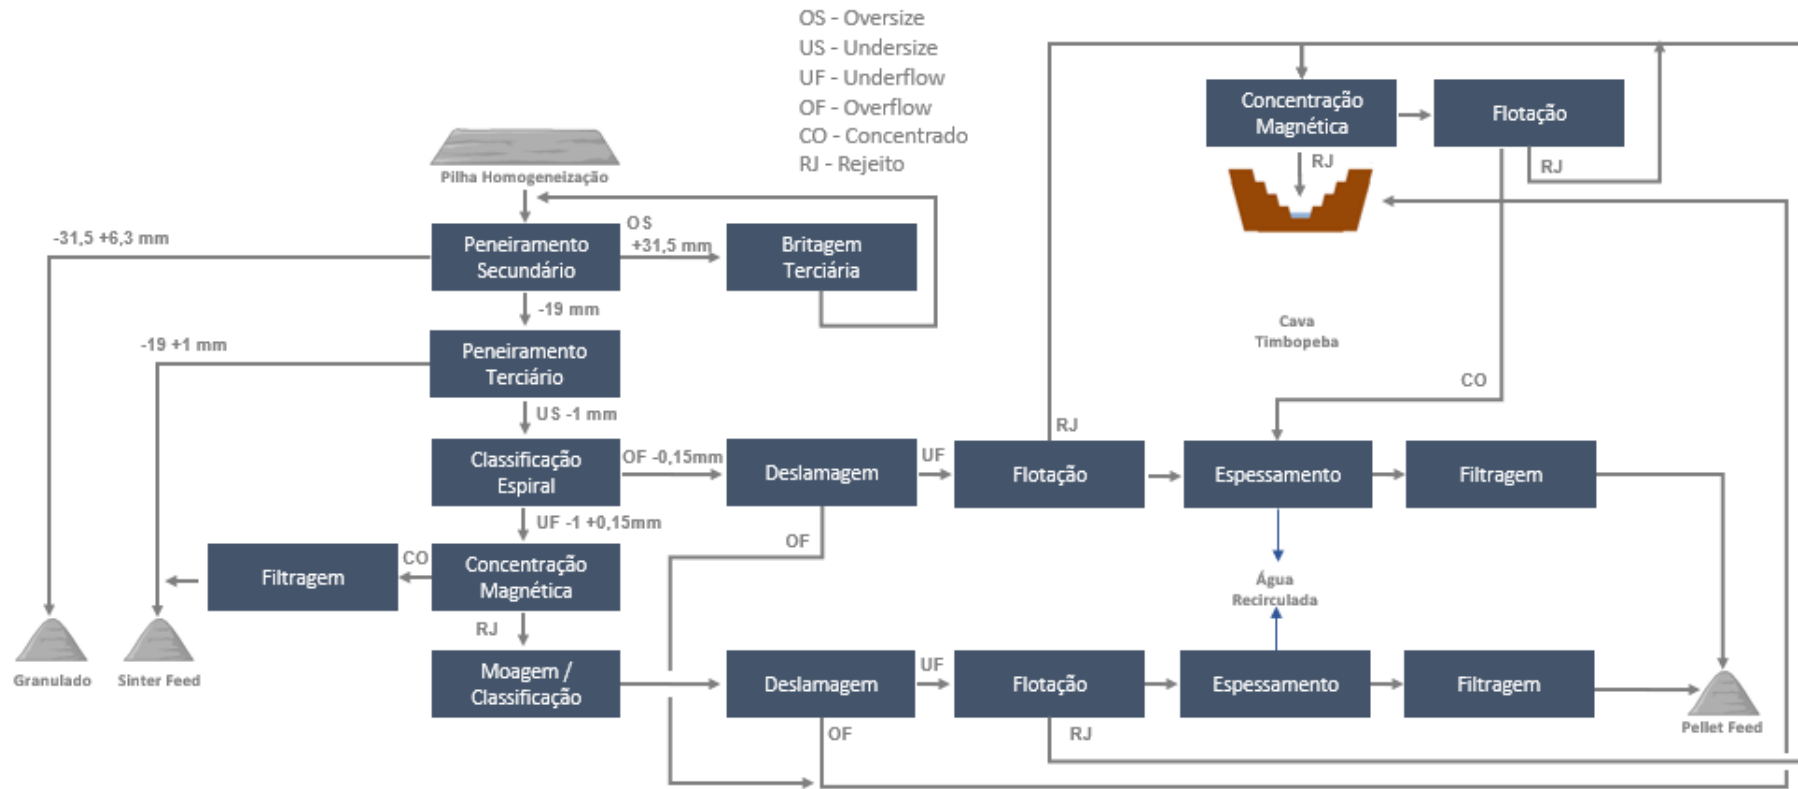 OS - Oversize
US - Undersize
UF - Underflow
OF - Overflow
CO - Concentrado
RJ - Rejeito
Concentração
Magnética
Flotação
RJ
RJ
Pilha Homogeneização
-31,5 +6,3 mm
Peneiramento
Secundário
OS
+31,5 mm
Britagem
Terciária
-19 mm
Cava
Timbopeba
-19 +1 mm
Peneiramento
Terciário
CO
US -1 mm
RJ
Classificação
Espiral
OF -0,15mm
Deslamagem
UF
Flotação
Espessamento
Filtragem
UF -1 +0,15mm
OF
Filtragem
CO
Concentração
Magnética
Água
Recirculada
RJ
Moagem /
Classificação
Deslamagem
UF
Flotação
Espessamento
Filtragem
Granulado
Sinter Feed
OF
RJ
Pellet Feed